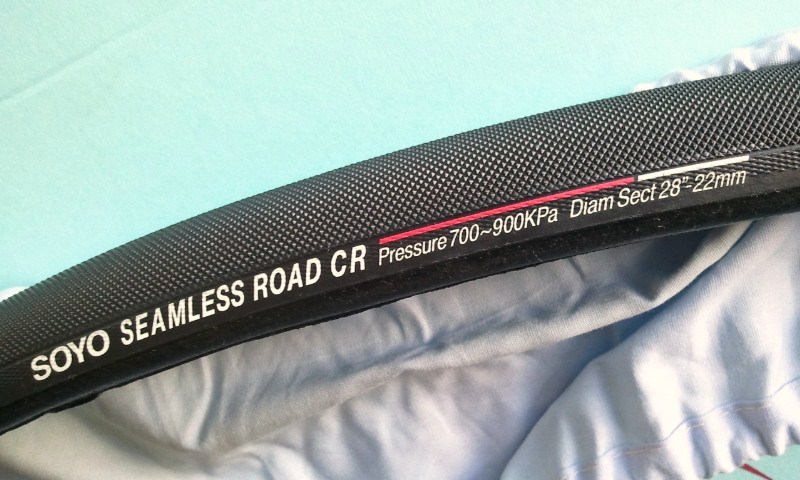 SOYO SEAMLESS ROAD CR Pressure 700~900KPa Diam Sect 28"-22mm